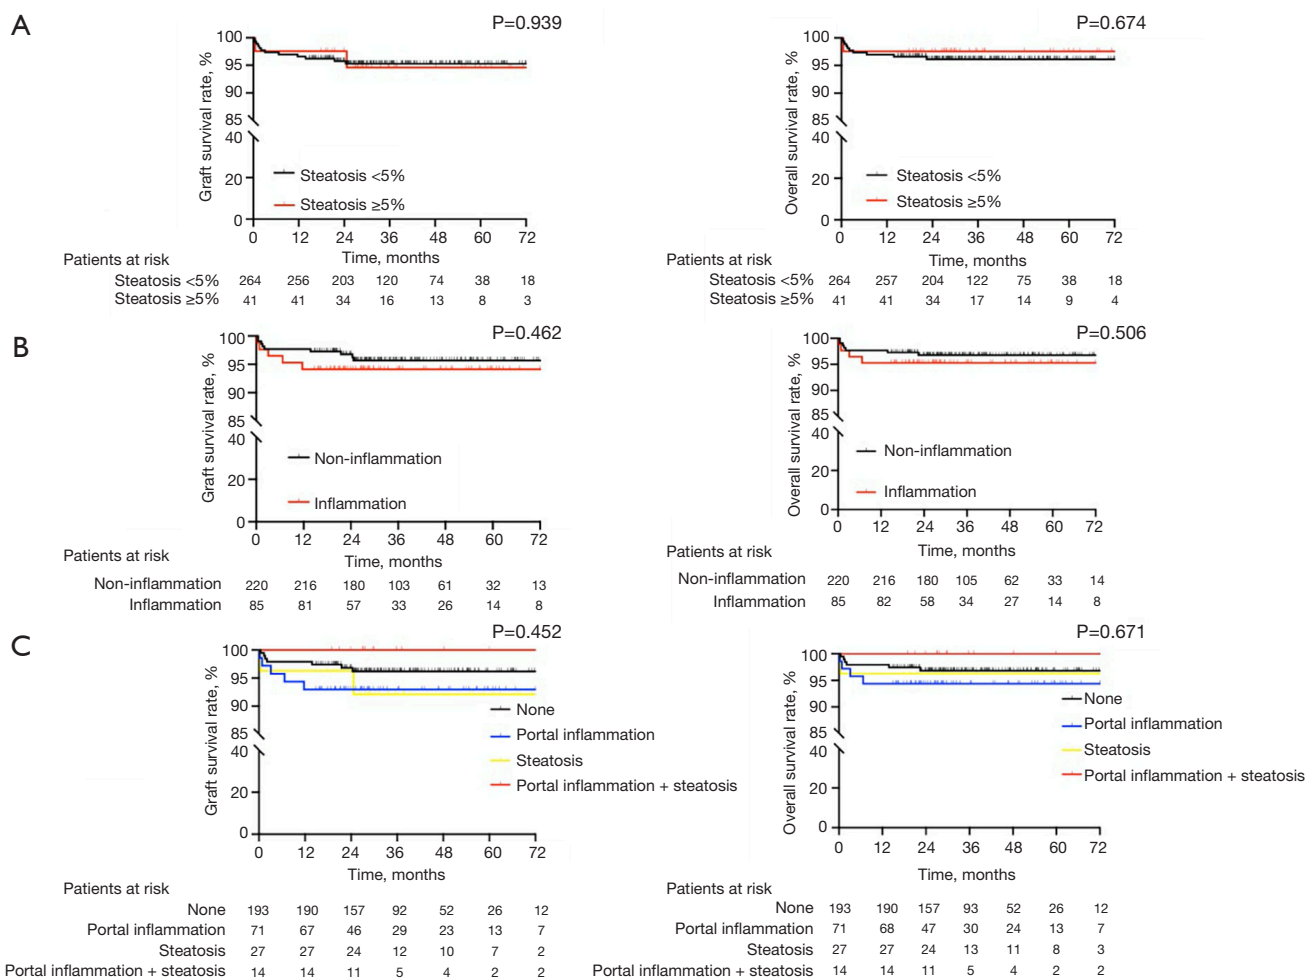 A
P=0.939
P=0.674
Graft survival rate, %
100
95
90
85
40
20
0
Steatosis <5%
Steatosis ≥5%
0 12 24 36 48 60 72
Time, months
Patients at risk
Steatosis <5% 264 256 203 120 74 38 18
Steatosis ≥5% 41 41 34 16 13 8 3
Overall survival rate, %
100
95
90
85
40
20
0
Steatosis <5%
Steatosis ≥5%
0 12 24 36 48 60 72
Time, months
Patients at risk
Steatosis <5% 264 257 204 122 75 38 18
Steatosis ≥5% 41 41 34 17 14 9 4
B
P=0.462
P=0.506
Graft survival rate, %
100
95
90
85
40
20
0
Non-inflammation
Inflammation
0 12 24 36 48 60 72
Time, months
Patients at risk
Non-inflammation 220 216 180 103 61 32 13
Inflammation 85 81 57 33 26 14 8
Overall survival rate, %
100
95
90
85
40
20
0
Non-inflammation
Inflammation
0 12 24 36 48 60 72
Time, months
Patients at risk
Non-inflammation 220 216 180 105 62 33 14
Inflammation 85 82 58 34 27 14 8
C
P=0.452
P=0.671
Graft survival rate, %
100
95
90
85
40
20
0
None
Portal inflammation
Steatosis
Portal inflammation + steatosis
0 12 24 36 48 60 72
Time, months
Patients at risk
None 193 190 157 92 52 26 12
Portal inflammation 71 67 46 29 23 13 7
Steatosis 27 27 24 12 10 7 2
Portal inflammation + steatosis 14 14 11 5 4 2 2
Overall survival rate, %
100
95
90
85
40
20
0
None
Portal inflammation
Steatosis
Portal inflammation + steatosis
0 12 24 36 48 60 72
Time, months
Patients at risk
None 193 190 157 93 52 26 12
Portal inflammation 71 68 47 30 24 13 7
Steatosis 27 27 24 13 11 8 3
Portal inflammation + steatosis 14 14 11 5 4 2 2